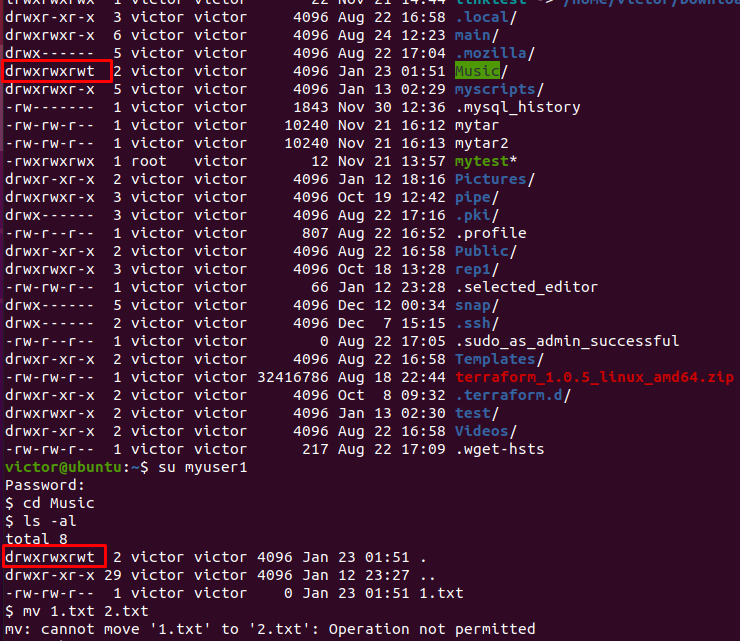 drwxrwxr-x 3 victor victor 4096 Aug 22 16:58 .local/
drwxr-xr-x 6 victor victor 4096 Aug 24 12:23 main/
drwx------ 5 victor victor 4096 Aug 22 17:04 .mozilla/
drwxrwxrwt 2 victor victor 4096 Jan 23 01:51 Music/
drwxrwxr-x 5 victor victor 4096 Jan 13 02:29 myscripts/
-rw------- 1 victor victor 1843 Nov 30 12:36 .mysql_history
-rw-rw-r-- 1 victor victor 10240 Nov 21 16:12 mytar
-rw-rw-r-- 1 victor victor 10240 Nov 21 16:13 mytar2
-rwxrwxrwx 1 root victor 12 Nov 21 13:57 mytest*
drwxr-xr-x 2 victor victor 4096 Jan 12 18:16 Pictures/
drwxrwxr-x 3 victor victor 4096 Oct 19 12:42 pipe/
drwx------ 3 victor victor 4096 Aug 22 17:16 .pki/
-rw-r--r-- 1 victor victor 807 Aug 22 16:52 .profile
drwxr-xr-x 2 victor victor 4096 Aug 22 16:58 Public/
drwxrwxr-x 3 victor victor 4096 Oct 18 13:28 rep1/
-rw-rw-r-- 1 victor victor 66 Jan 12 23:28 .selected_editor
drwx------ 5 victor victor 4096 Dec 12 00:34 snap/
drwx------ 2 victor victor 4096 Dec 7 15:15 .ssh/
-rw-r--r-- 1 victor victor 0 Aug 22 17:05 .sudo_as_admin_successful
drwxr-xr-x 2 victor victor 4096 Aug 22 16:58 Templates/
-rw-rw-r-- 1 victor victor 32416786 Aug 18 22:44 terraform_1.0.5_linux_amd64.zip
drwxr-xr-x 2 victor victor 4096 Oct 8 09:32 .terraform.d/
drwxrwxr-x 2 victor victor 4096 Jan 13 02:30 test/
drwxr-xr-x 2 victor victor 4096 Aug 22 16:58 Videos/
-rw-rw-r-- 1 victor victor 217 Aug 22 17:09 .wget-hsts
victor@ubuntu:~$ su myuser1
Password:
$ cd Music
$ ls -al
total 8
drwxrwxrwt 2 victor victor 4096 Jan 23 01:51 .
drwxr-xr-x 29 victor victor 4096 Jan 12 23:27 ..
-rw-rw-r-- 1 victor victor 0 Jan 23 01:51 1.txt
$ mv 1.txt 2.txt
mv: cannot move '1.txt' to '2.txt': Operation not permitted